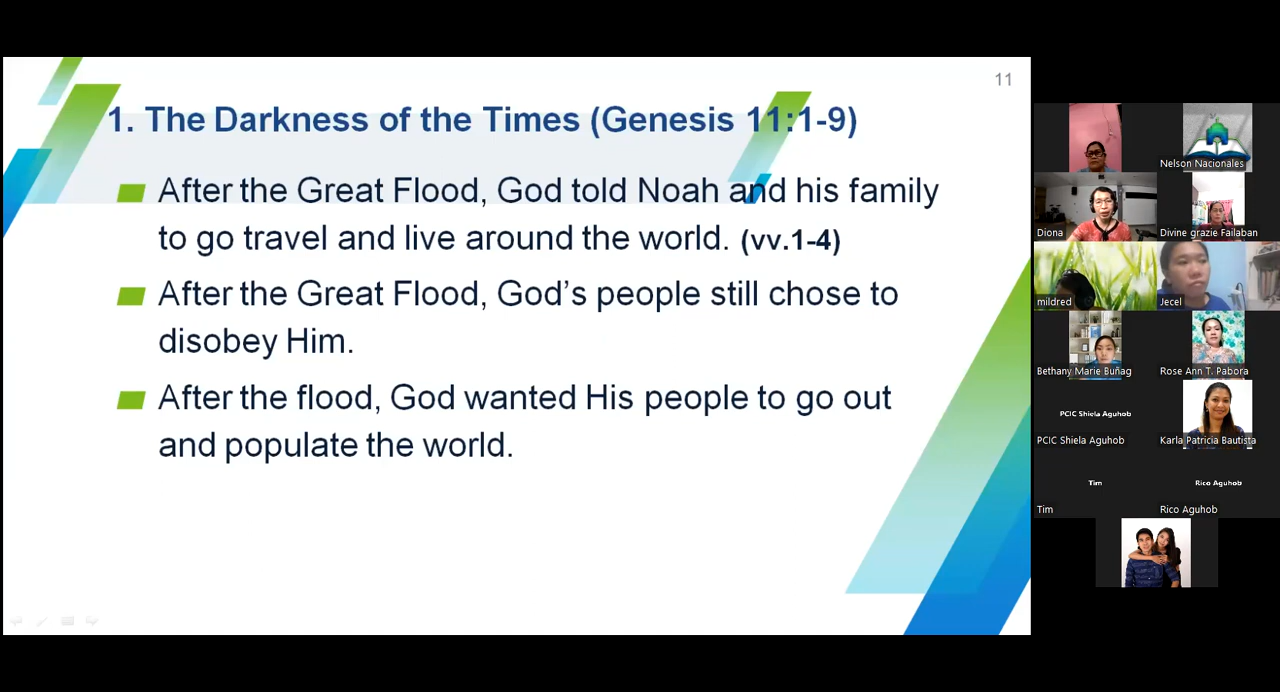 11
1. The Darkness of the Times (Genesis 11:1-9)
After the Great Flood, God told Noah and his family
to go travel and live around the world. (vv.1-4)
After the Great Flood, God's people still chose to
disobey Him.
After the flood, God wanted His people to go out
and populate the world.
Nelson Nacionales
Diona
Divine grazie Failaban
mildred
Jecel
Bethany Marie Buñag
Rose Ann T. Pabora
PCIC Shiela Aguhob
PCIC Shiela Aguhob
Karla Patricia Bautista
Tim
Rico Aguhob
Tim
Rico Aguhob